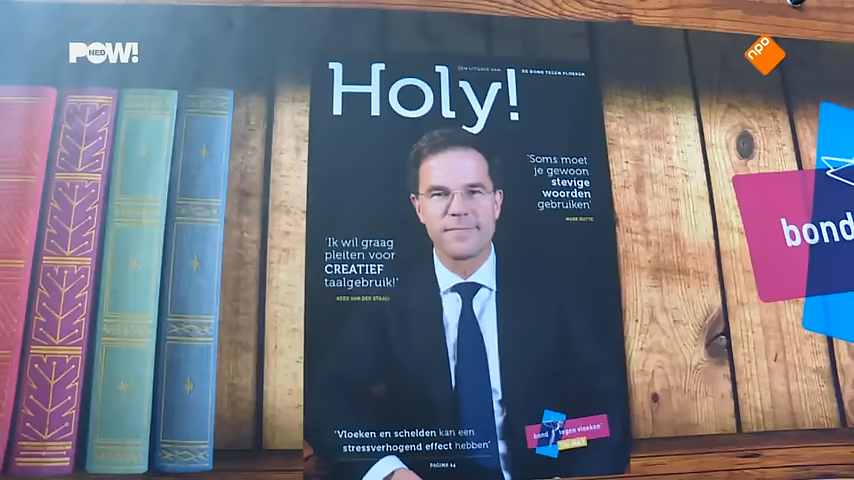 POW!
NED
npo
EEN UITGAVE VAN DE BOND TEGEN VLOEKEN
Holy!
'Soms moet
je gewoon
stevige
woorden
gebruiken'
MARK RUTTE
'Ik wil graag
pleiten voor
CREATIEF
taalgebruik!'
KEES VAN DER STAAIJ
bond
'Vloeken en schelden kan een
stressverhogend effect hebben'
PAGINA 14
bond tegen vloeken